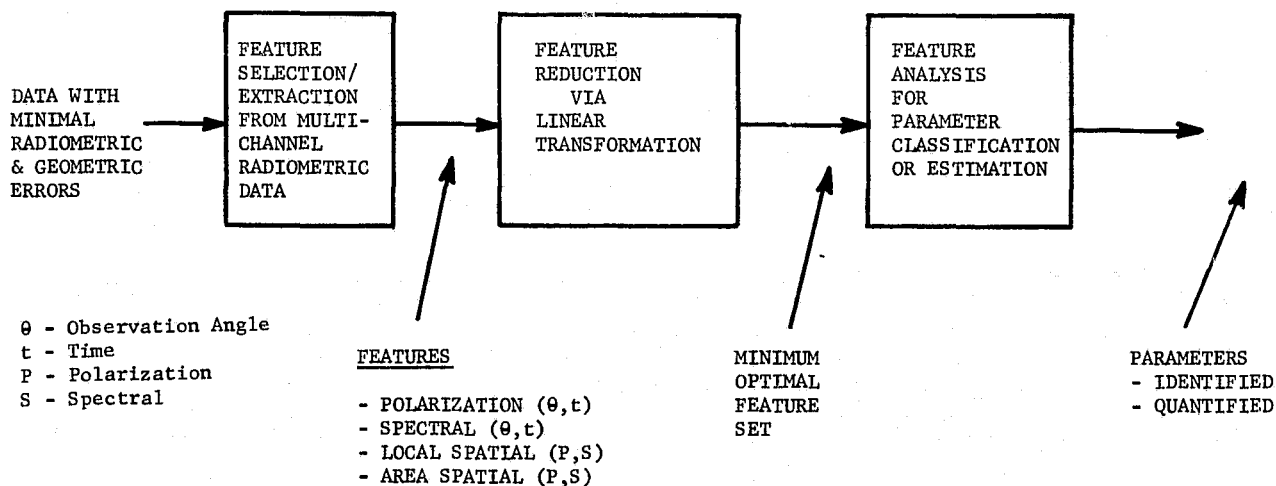 DATA WITH
MINIMAL
RADIOMETRIC
& GEOMETRIC
ERRORS
FEATURE
SELECTION/
EXTRACTION
FROM MULTI-
CHANNEL
RADIOMETRIC
DATA
FEATURE
REDUCTION
VIA
LINEAR
TRANSFORMATION
FEATURE
ANALYSIS
FOR
PARAMETER
CLASSIFICATION
OR ESTIMATION
θ - Observation Angle
t - Time
P - Polarization
S - Spectral
FEATURES
- POLARIZATION (θ,t)
- SPECTRAL (θ,t)
- LOCAL SPATIAL (P,S)
- AREA SPATIAL (P,S)
MINIMUM
OPTIMAL
FEATURE
SET
PARAMETERS
- IDENTIFIED
- QUANTIFIED